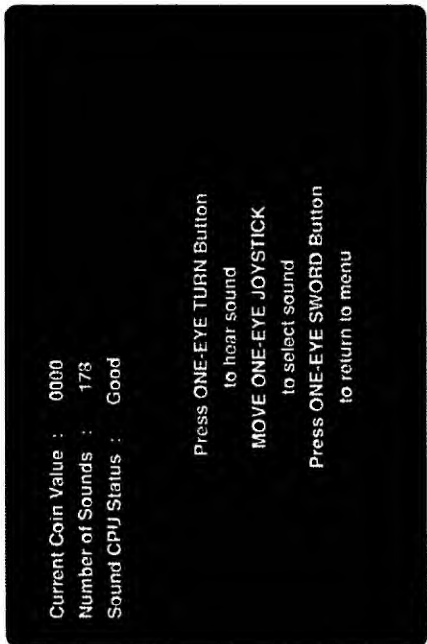 Current Coin Value : 0000
Number of Sounds : 178
Sound CPU Status : Good
Press ONE-EYE TURN Button
to hear sound
MOVE ONE-EYE JOYSTICK
to select sound
Press ONE-EYE SWORD Button
to return to menu